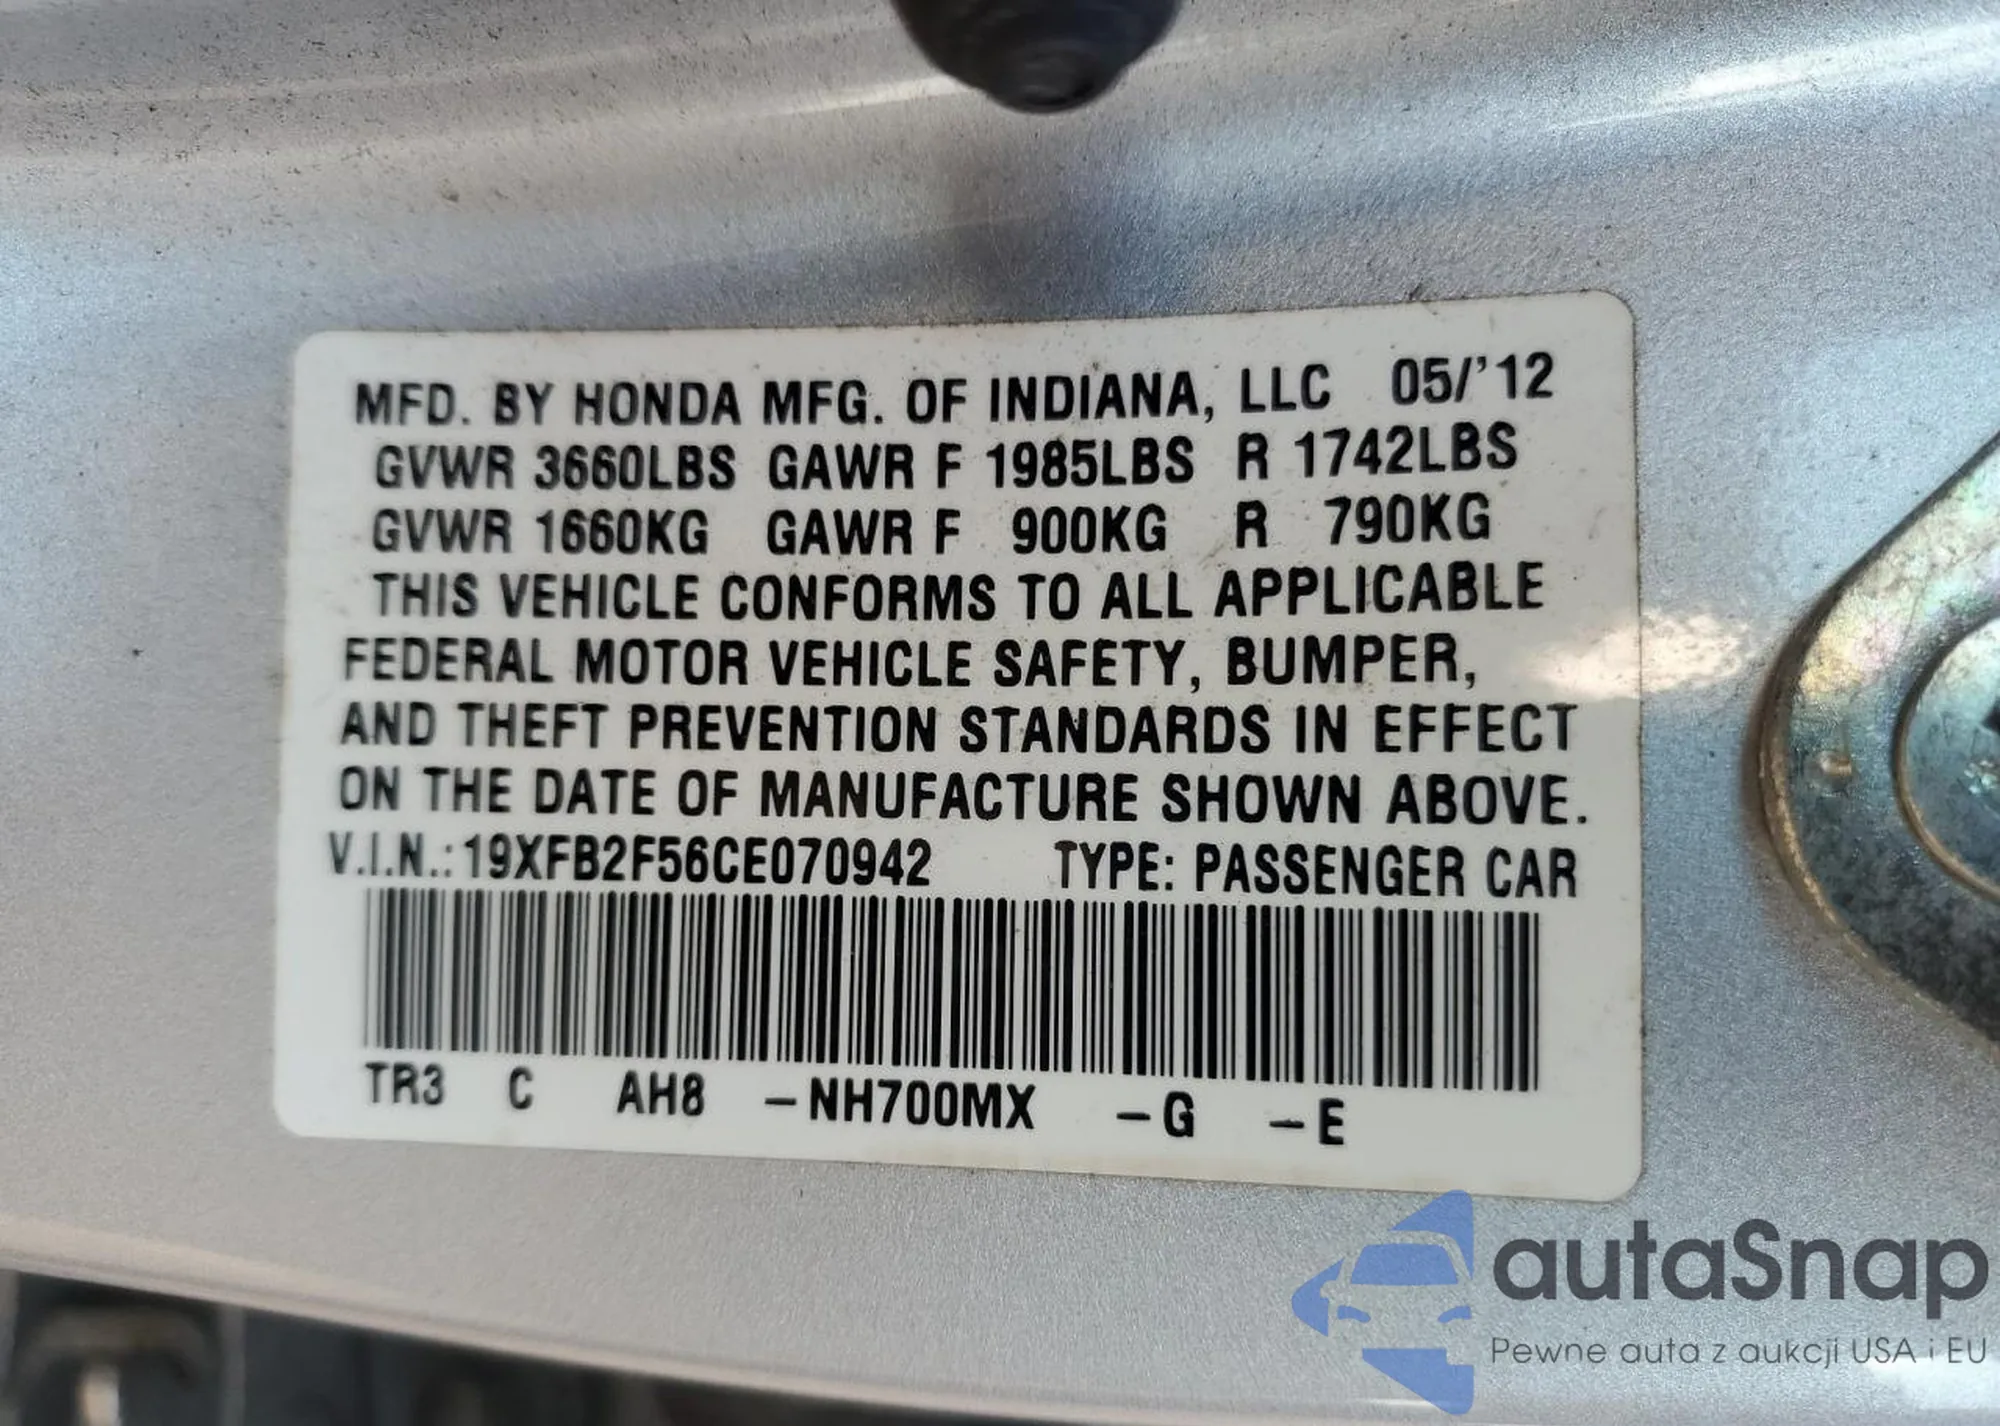 MFD. BY HONDA MFG. OF INDIANA, LLC 05/'12
GVWR 3660LBS GAWR F 1985LBS R 1742LBS
GVWR 1660KG GAWR F 900KG R 790KG
THIS VEHICLE CONFORMS TO ALL APPLICABLE
FEDERAL MOTOR VEHICLE SAFETY, BUMPER,
AND THEFT PREVENTION STANDARDS IN EFFECT
ON THE DATE OF MANUFACTURE SHOWN ABOVE.
V.I.N.:19XFB2F56CE070942 TYPE: PASSENGER CAR
TR3 C AH8 -NH700MX -G -E
autaSnap
Pewne auta z aukcji USA i EU